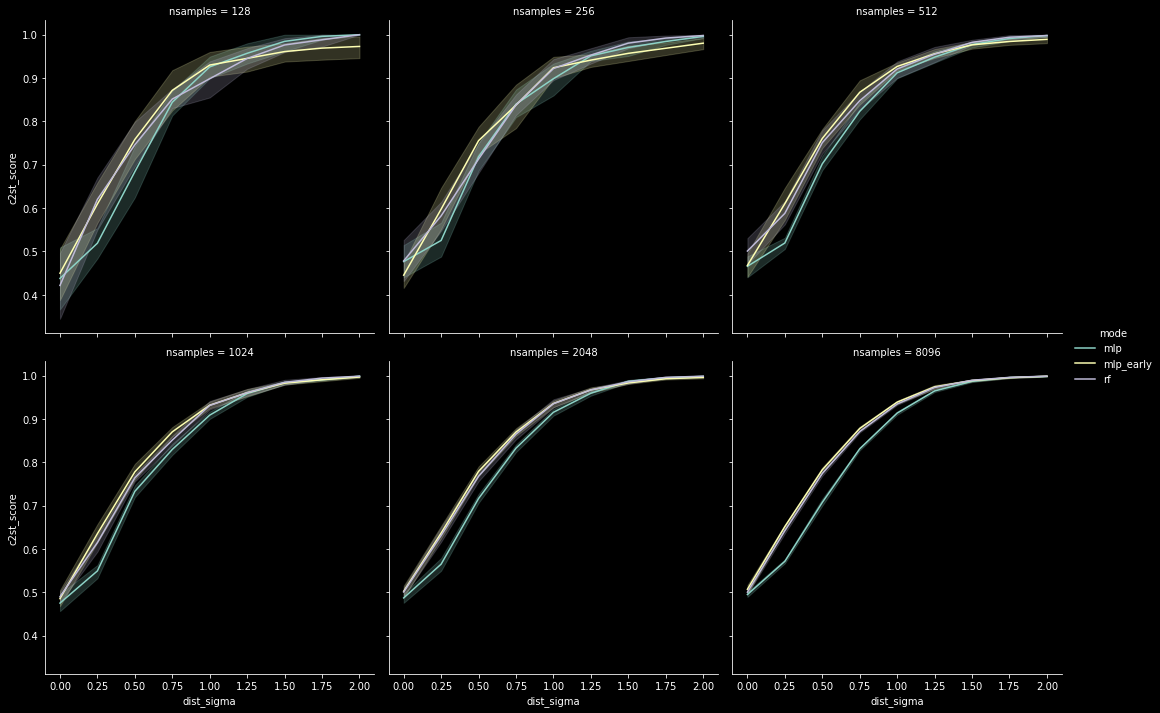 nsamples = 128
nsamples = 256
nsamples = 512
1.0
0.9
0.8
0.7
0.6
0.5
0.4
c2st_score
mode
mlp
mlp_early
rf
nsamples = 1024
nsamples = 2048
nsamples = 8096
1.0
0.9
0.8
0.7
0.6
0.5
0.4
c2st_score
0.00 0.25 0.50 0.75 1.00 1.25 1.50 1.75 2.00
0.00 0.25 0.50 0.75 1.00 1.25 1.50 1.75 2.00
0.00 0.25 0.50 0.75 1.00 1.25 1.50 1.75 2.00
dist_sigma
dist_sigma
dist_sigma